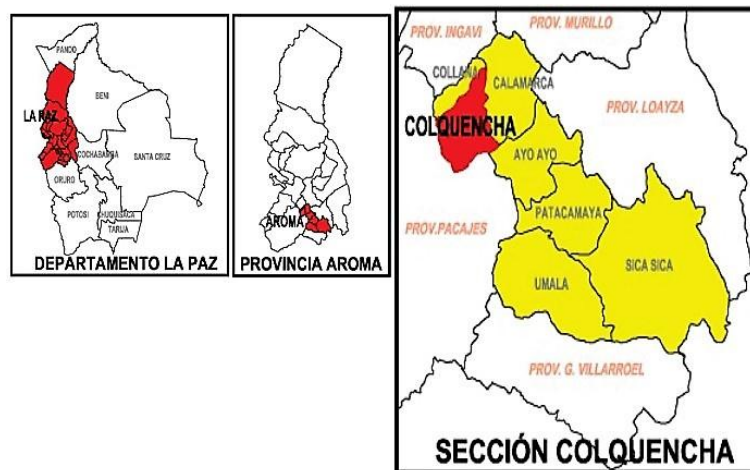 PANDO
BENI
LA PAZ
COCHABAMBA
SANTA CRUZ
ORURO
POTOSI
CHUQUISACA
TARIJA
DEPARTAMENTO LA PAZ
AROMA
PROVINCIA AROMA
PROV. INGAVI
PROV. MURILLO
COLLANA
CALAMARCA
PROV. LOAYZA
COLQUENCHA
AYO AYO
PATACAMAYA
PROV.PACAJES
SICA SICA
UMALA
PROV. G. VILLARROEL
SECCIÓN COLQUENCHA